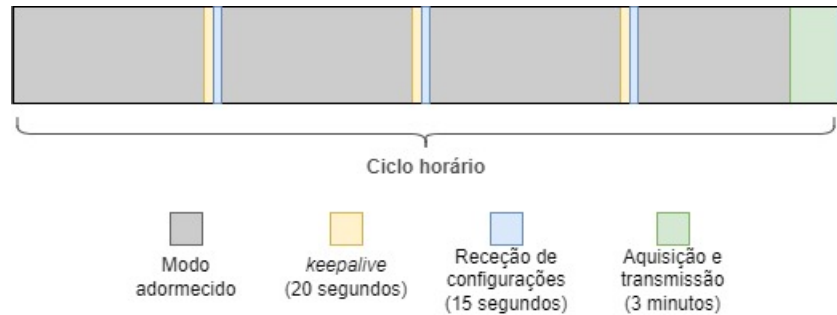 Ciclo horário
Modo
adormecido
keepalive
(20 segundos)
Receção de
configurações
(15 segundos)
Aquisição e
transmissão
(3 minutos)